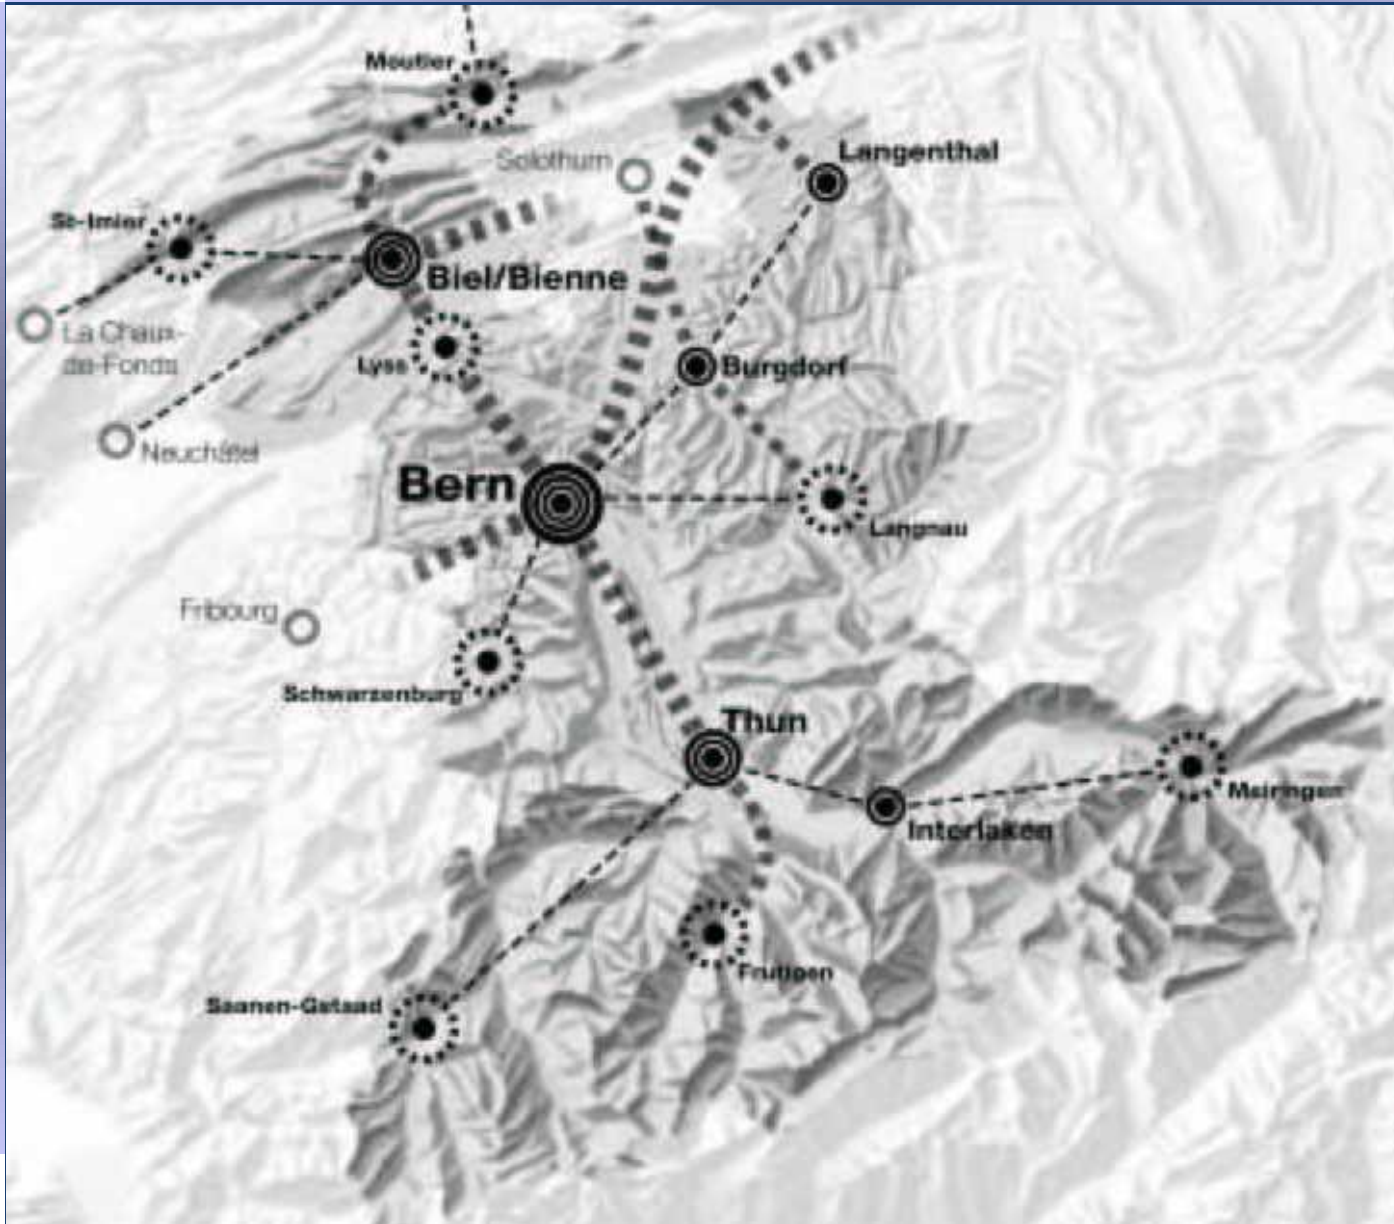 Moutier
Langenthal
Solothurn
St-Imier
Biel/Bienne
La Chaux-
de-Fonds
Lyss
Burgdorf
Neuchâtel
Bern
Langnau
Fribourg
Schwarzenburg
Thun
Meiringen
Interlaken
Frutigen
Saanen-Gstaad